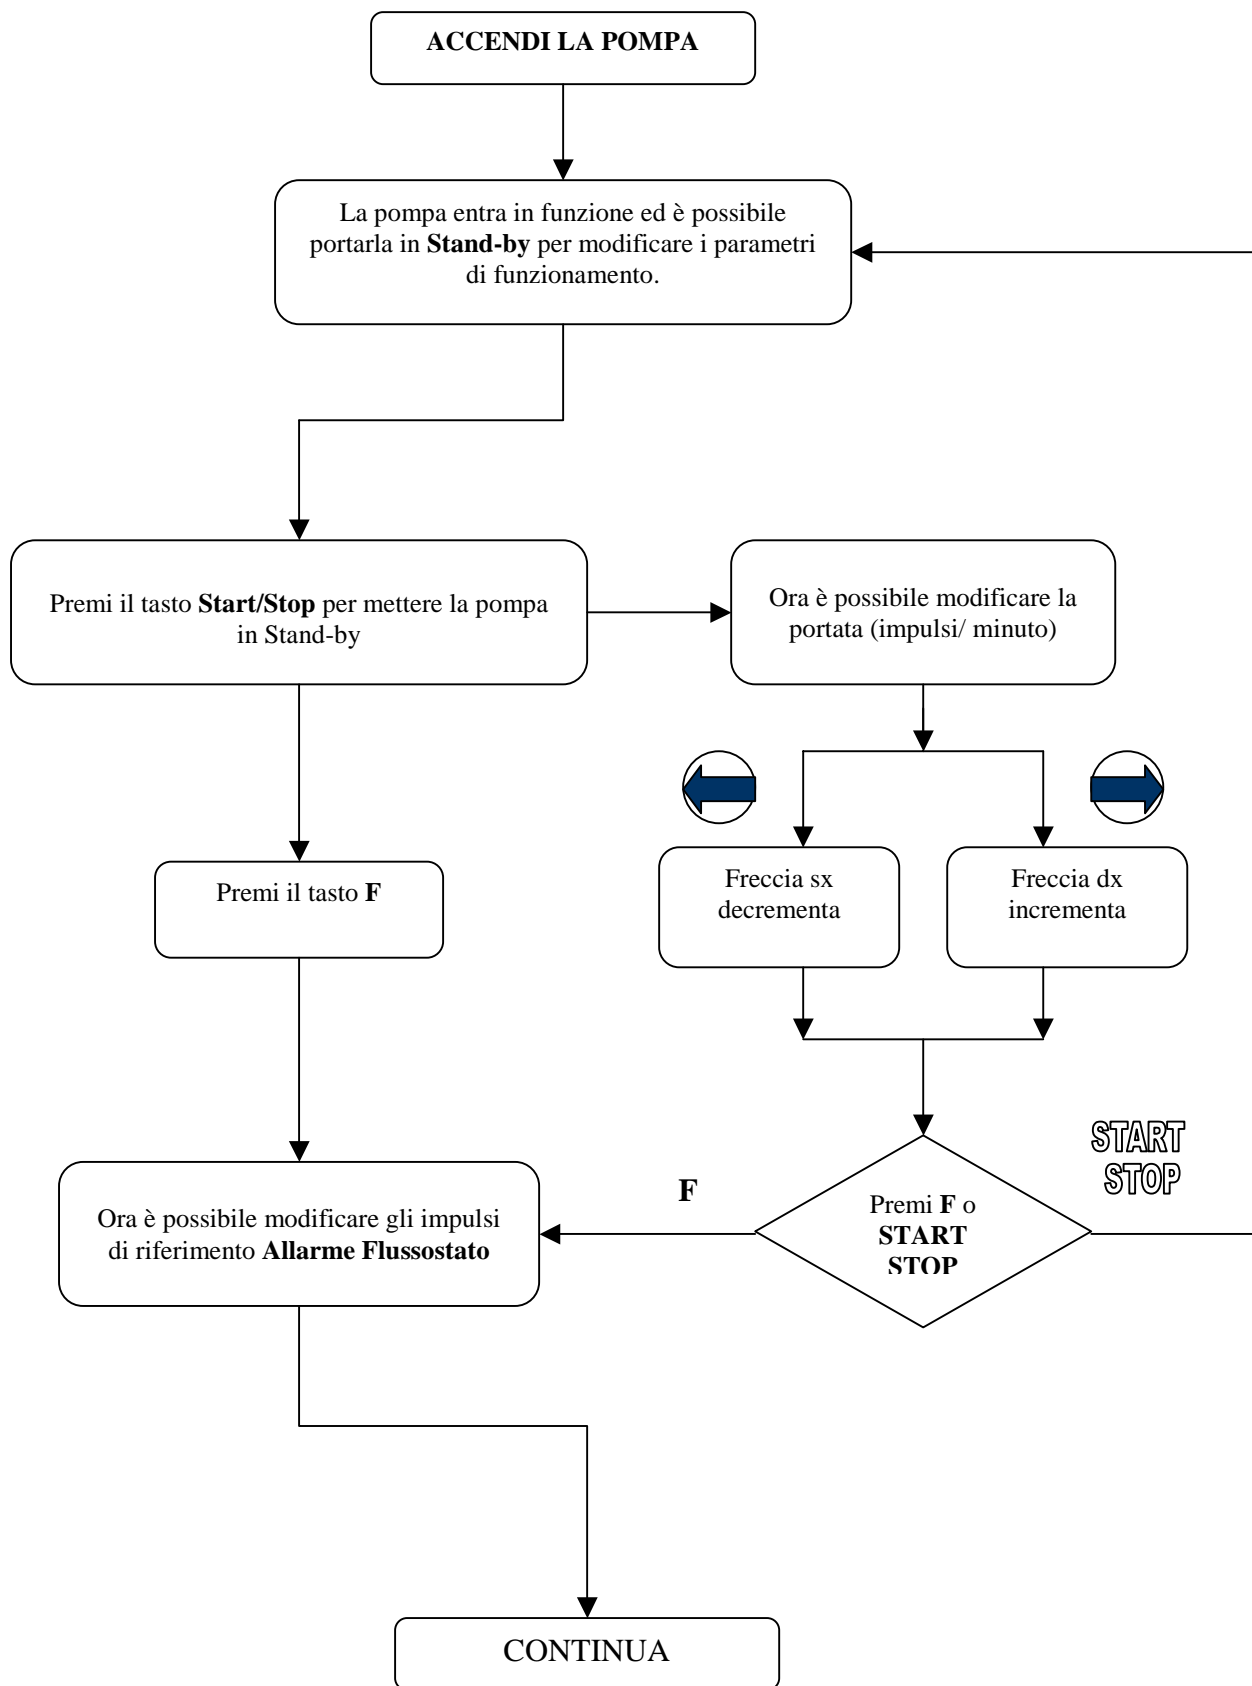 ACCENDI LA POMPA
La pompa entra in funzione ed è possibile
portarla in Stand-by per modificare i parametri
di funzionamento.
Premi il tasto Start/Stop per mettere la pompa
in Stand-by
Ora è possibile modificare la
portata (impulsi/ minuto)
Premi il tasto F
Freccia sx
decrementa
Freccia dx
incrementa
START
STOP
F
Premi F o
START
STOP
Ora è possibile modificare gli impulsi
di riferimento Allarme Flussostato
CONTINUA